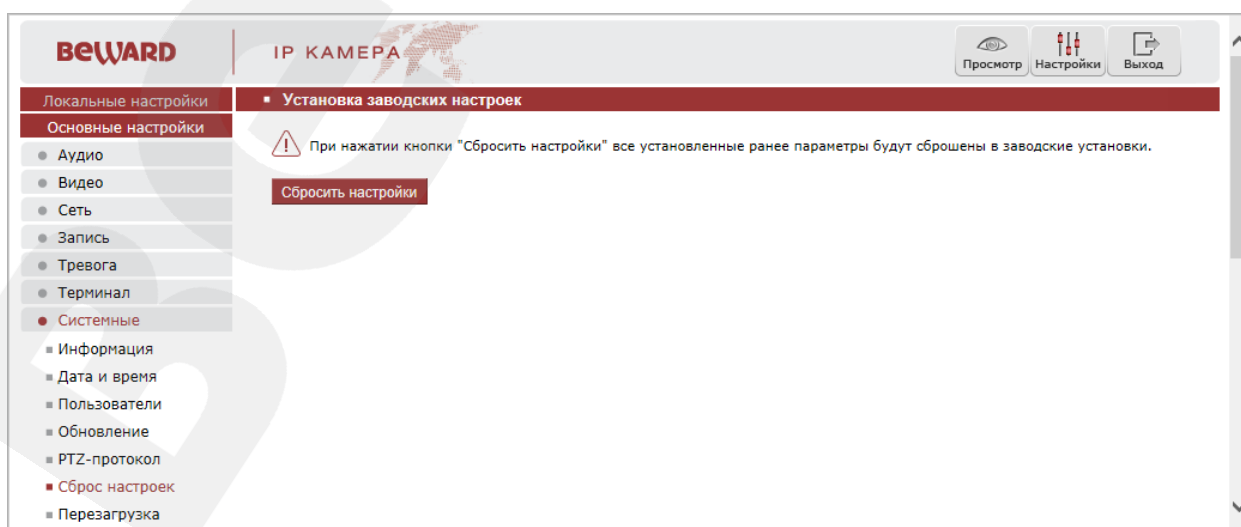 BEWARD
IP КАМЕРА
Просмотр
Настройки
Выход
Локальные настройки
Основные настройки
Аудио
Видео
Сеть
Запись
Тревога
Терминал
Системные
Информация
Дата и время
Пользователи
Обновление
PTZ-протокол
Сброс настроек
Перезагрузка
Установка заводских настроек
При нажатии кнопки "Сбросить настройки" все установленные ранее параметры будут сброшены в заводские установки.
Сбросить настройки